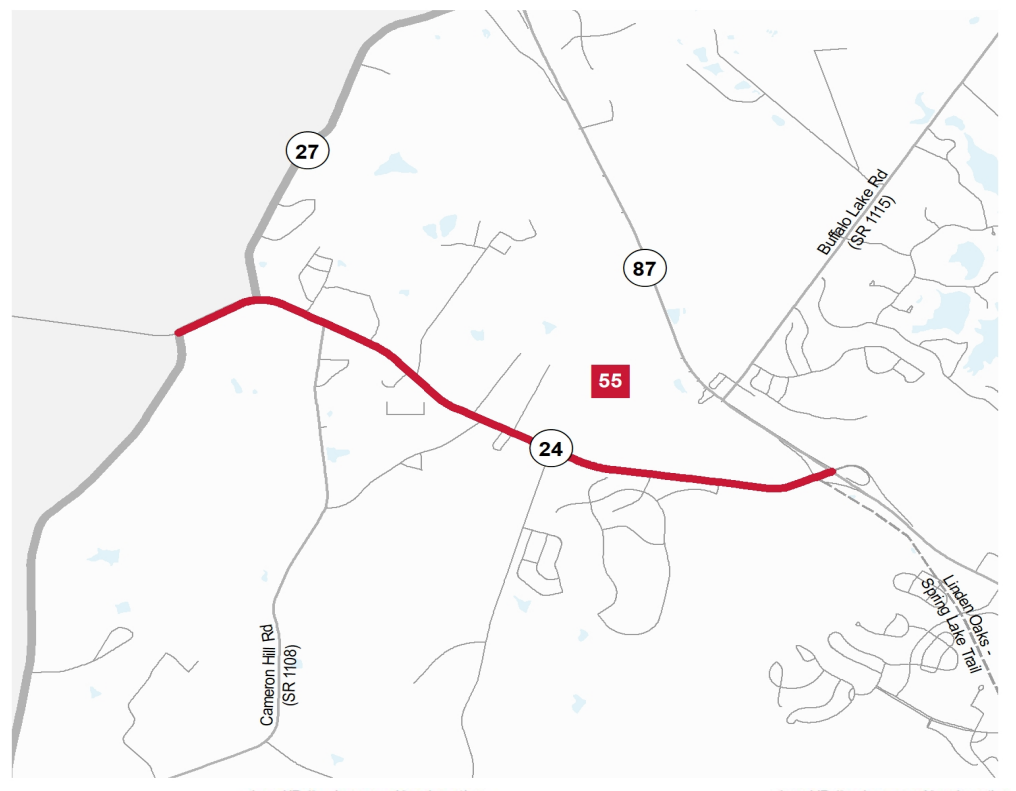 27
Buffalo Lake Rd
(SR 1115)
87
55
24
Linden Oaks -
Spring Lake Trail
Cameron Hill Rd
(SR 1108)